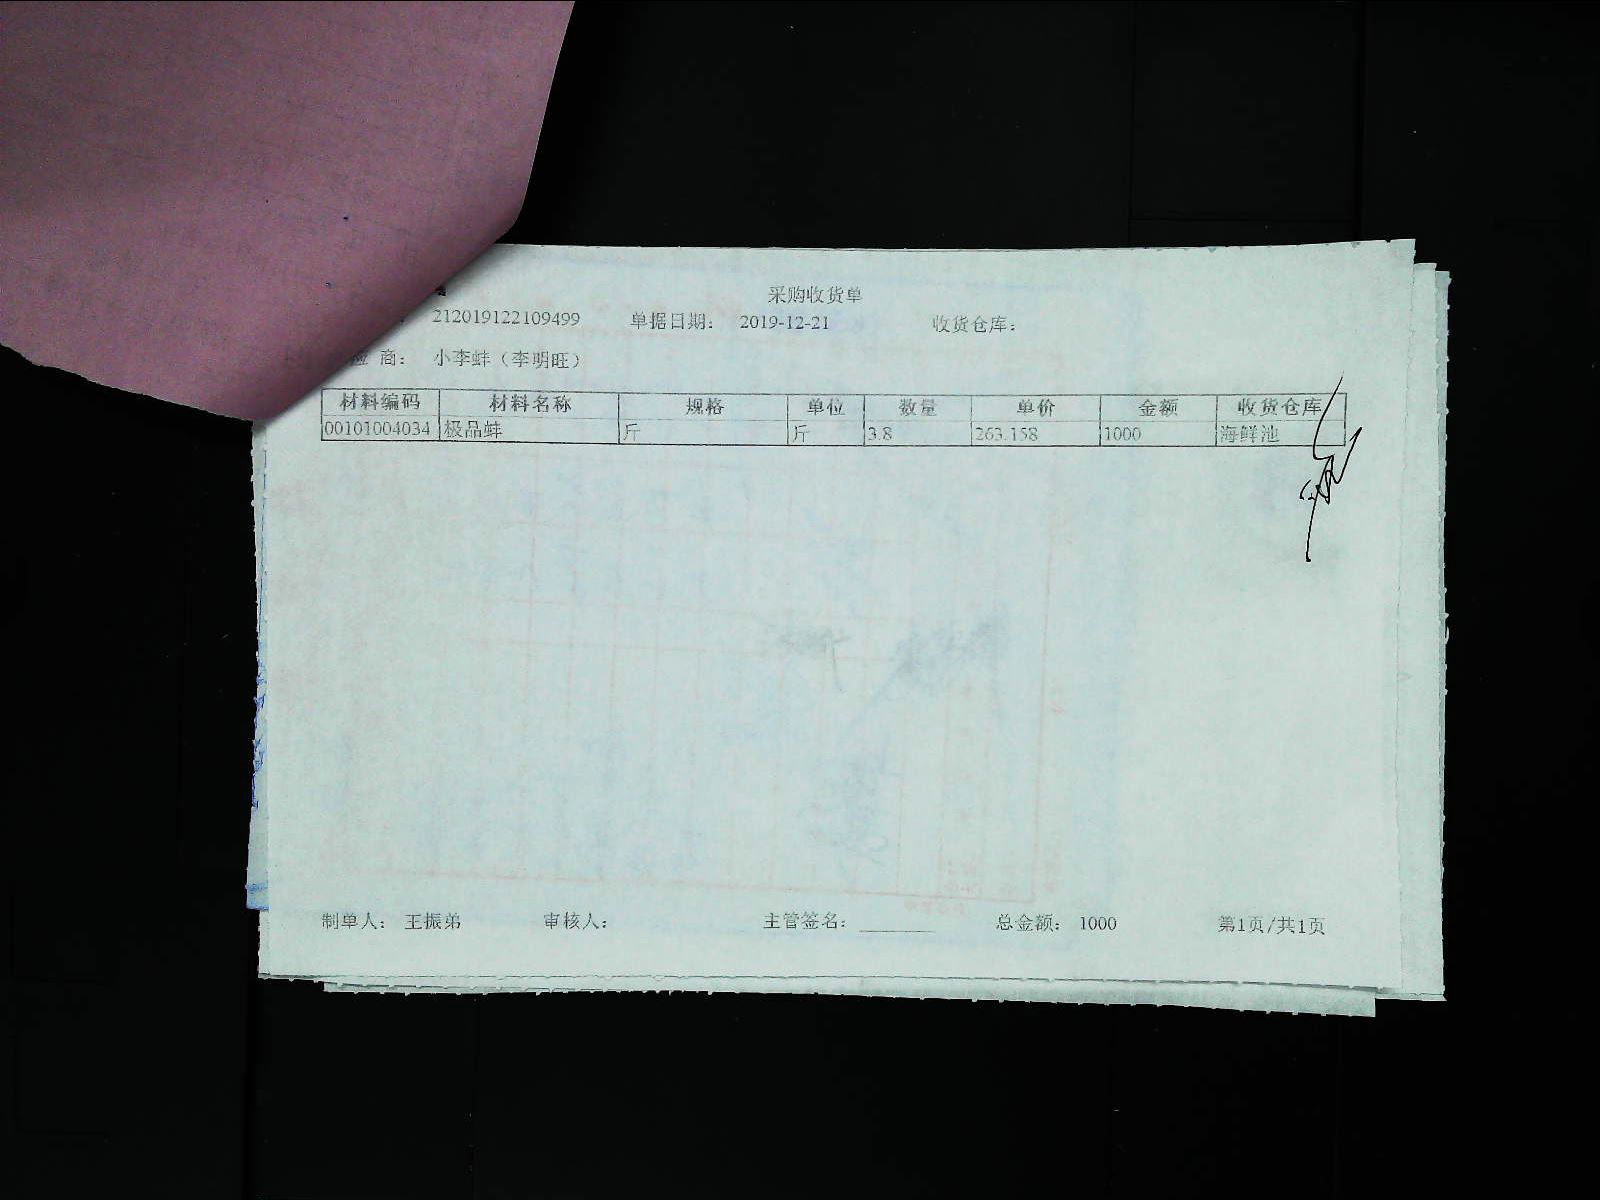 采购收货单
212019122109499 单据日期： 2019-12-21 收货仓库：
应 商： 小李蚌（李明旺）
材料编码 材料名称 规格 单位 数量 单价 金额 收货仓库
00101004034 极品蚌 斤 斤 3.8 263.158 1000 海鲜池
制单人： 王振弟 审核人： 主管签名： ________ 总金额： 1000 第1页/共1页